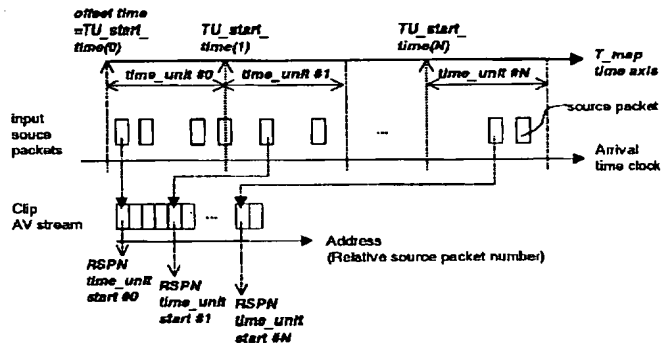 offset time
=TU_start_
time(0)
TU_start_
time(1)
TU_start_
time(N)
T_map
time axis
time_unit #0
time_unit #1
time_unit #N
source packet
input
souce
packets
...
Arrival
time clock
Clip
AV stream
...
Address
(Relative source packet number)
RSPN
time_unit
start #0
RSPN
time_unit
start #1
RSPN
time_unit
start #N